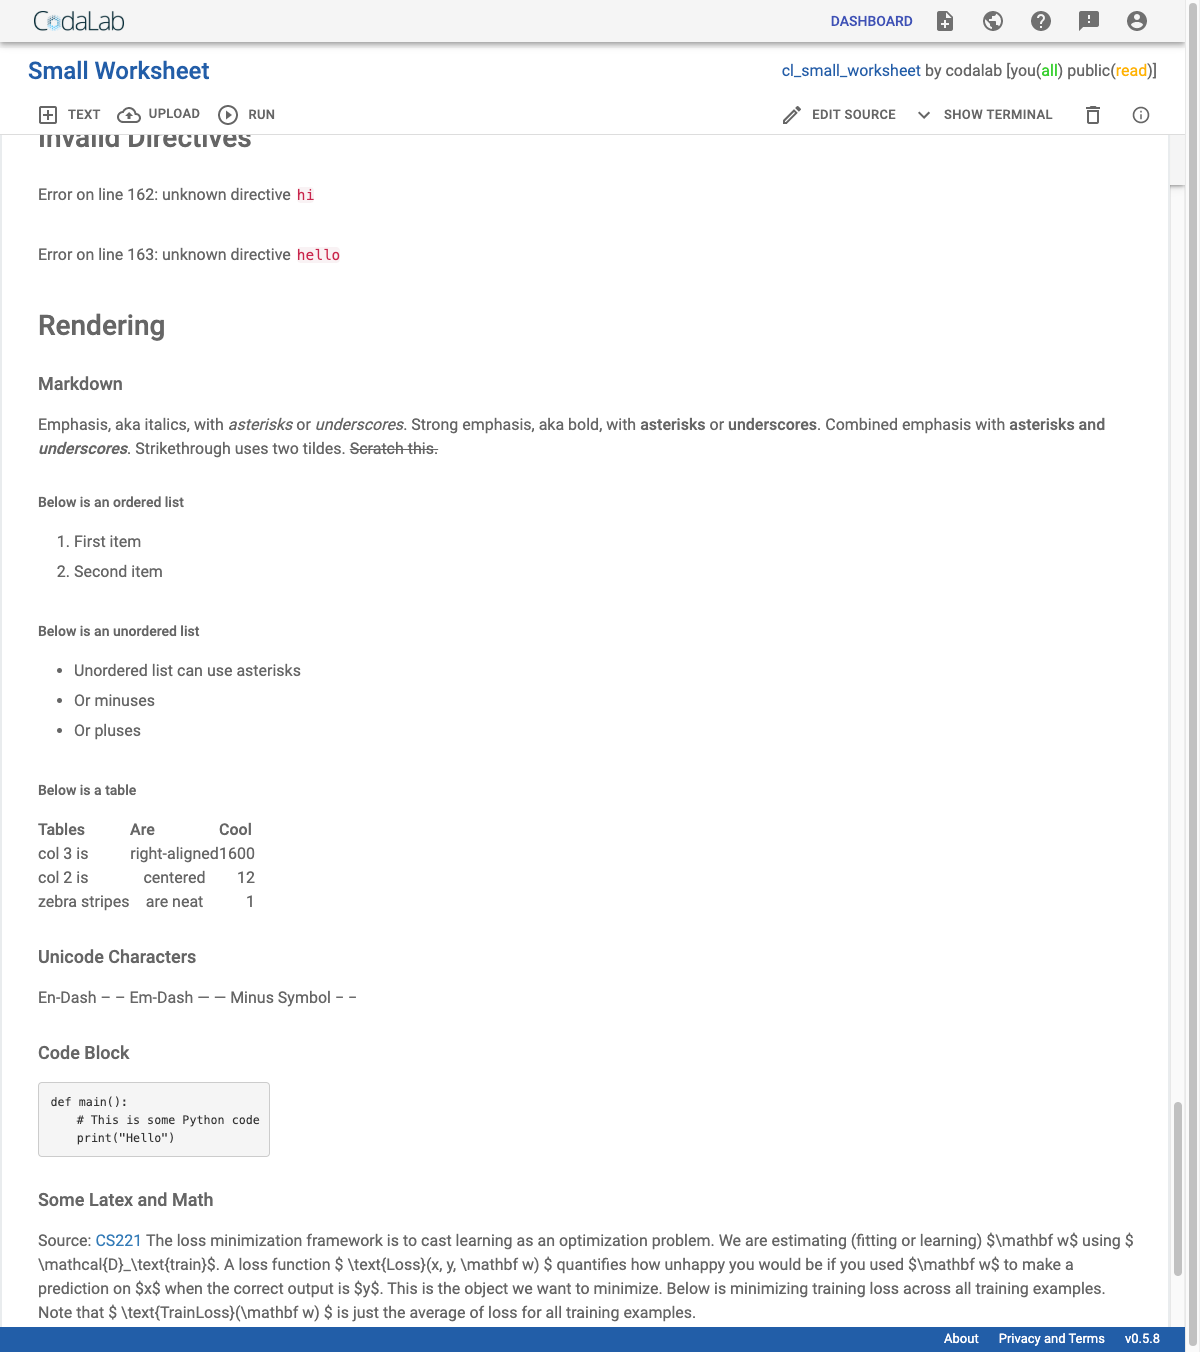 CodaLab
DASHBOARD
Small Worksheet
cl_small_worksheet by codalab [you(all) public(read)]
TEXT UPLOAD RUN
EDIT SOURCE SHOW TERMINAL
Invalid Directives
Error on line 162: unknown directive hi
Error on line 163: unknown directive hello
Rendering
Markdown
Emphasis, aka italics, with asterisks or underscores. Strong emphasis, aka bold, with asterisks or underscores. Combined emphasis with asterisks and
underscores. Strikethrough uses two tildes. Scratch this.
Below is an ordered list
1. First item
2. Second item
Below is an unordered list
• Unordered list can use asterisks
• Or minuses
• Or pluses
Below is a table
Tables Are Cool
col 3 is right-aligned 1600
col 2 is centered 12
zebra stripes are neat 1
Unicode Characters
En-Dash – – Em-Dash — — Minus Symbol − −
Code Block
def main():
    # This is some Python code
    print("Hello")
Some Latex and Math
Source: CS221 The loss minimization framework is to cast learning as an optimization problem. We are estimating (fitting or learning) $\mathbf w$ using $
\mathcal{D}_\text{train}$. A loss function $ \text{Loss}(x, y, \mathbf w) $ quantifies how unhappy you would be if you used $\mathbf w$ to make a
prediction on $x$ when the correct output is $y$. This is the object we want to minimize. Below is minimizing training loss across all training examples.
Note that $ \text{TrainLoss}(\mathbf w) $ is just the average of loss for all training examples.
About Privacy and Terms v0.5.8